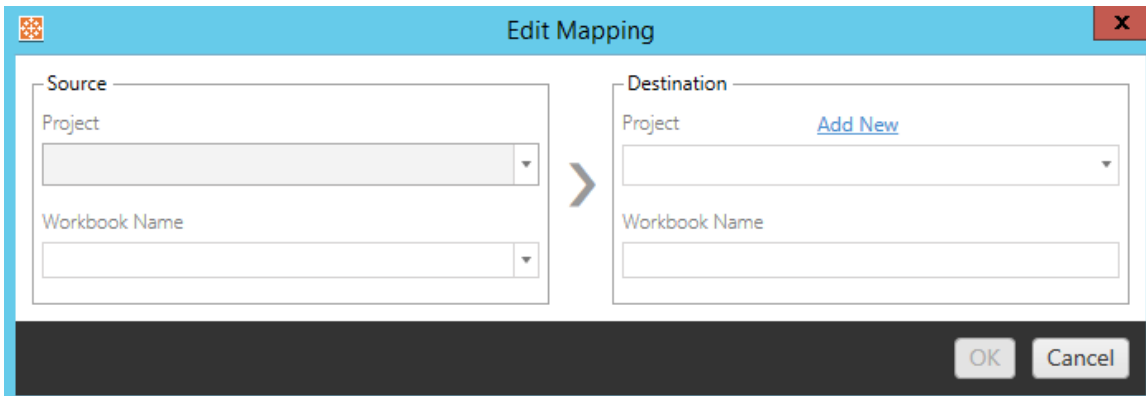 Edit Mapping
x
Source
Project
Workbook Name
Destination
Project Add New
Workbook Name
OK Cancel